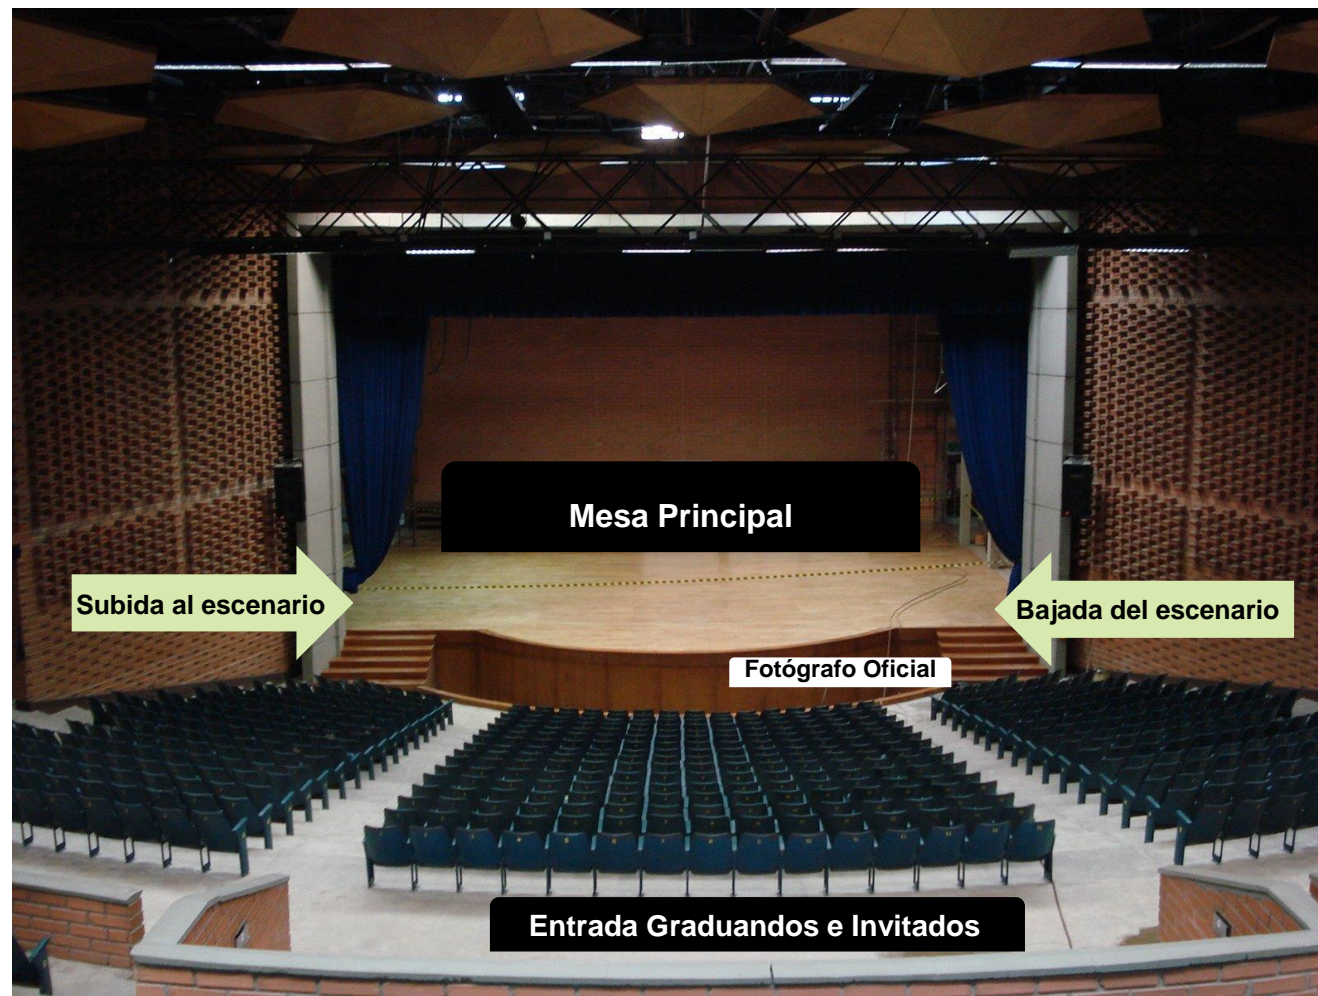 Mesa Principal
Subida al escenario
Bajada del escenario
Fotógrafo Oficial
Entrada Graduandos e Invitados